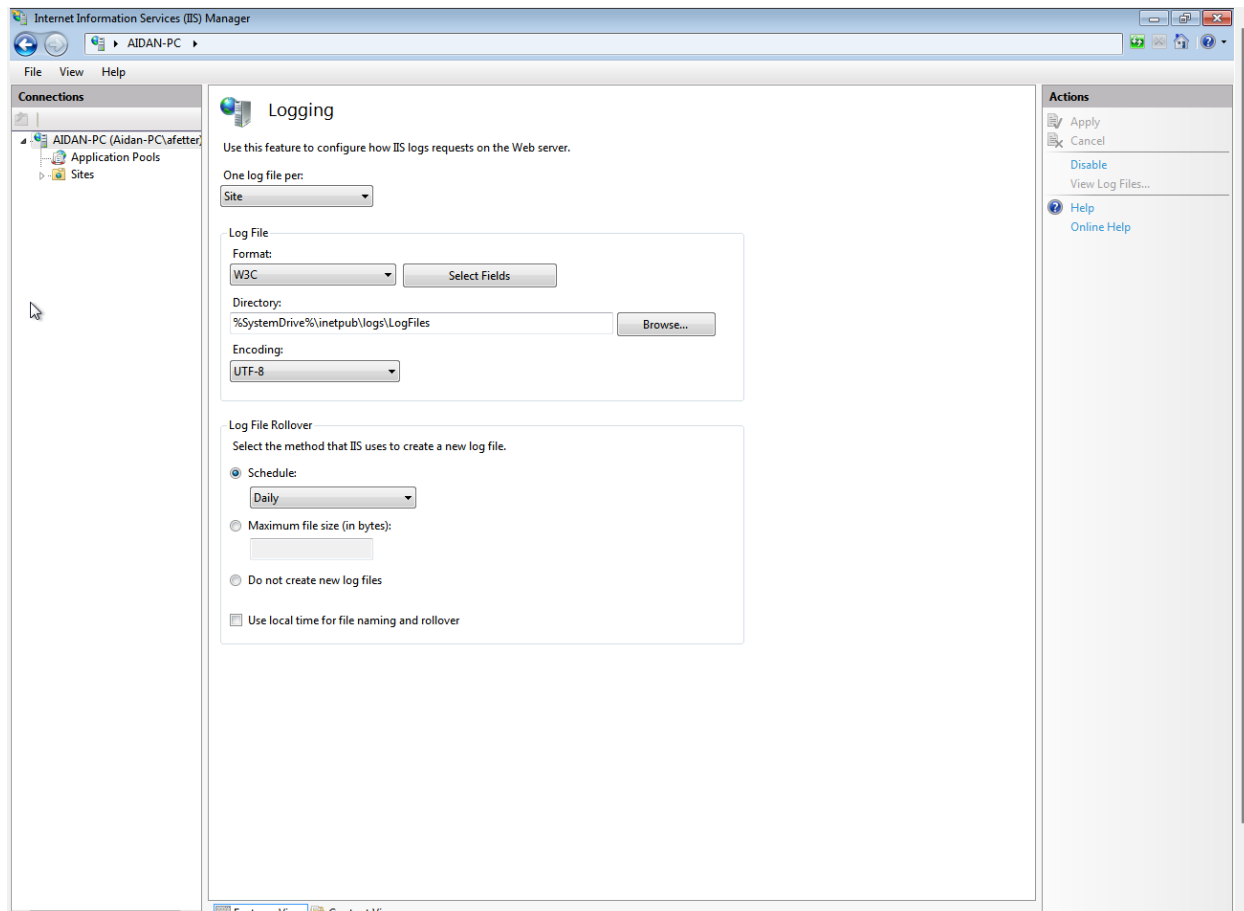 Internet Information Services (IIS) Manager
AIDAN-PC
File View Help
Connections
AIDAN-PC (Aidan-PC\afetter)
Application Pools
Sites
Logging
Use this feature to configure how IIS logs requests on the Web server.
One log file per:
Site
Log File
Format:
W3C
Select Fields
Directory:
%SystemDrive%\inetpub\logs\LogFiles
Browse...
Encoding:
UTF-8
Log File Rollover
Select the method that IIS uses to create a new log file.
Schedule:
Daily
Maximum file size (in bytes):
Do not create new log files
Use local time for file naming and rollover
Actions
Apply
Cancel
Disable
View Log Files...
Help
Online Help